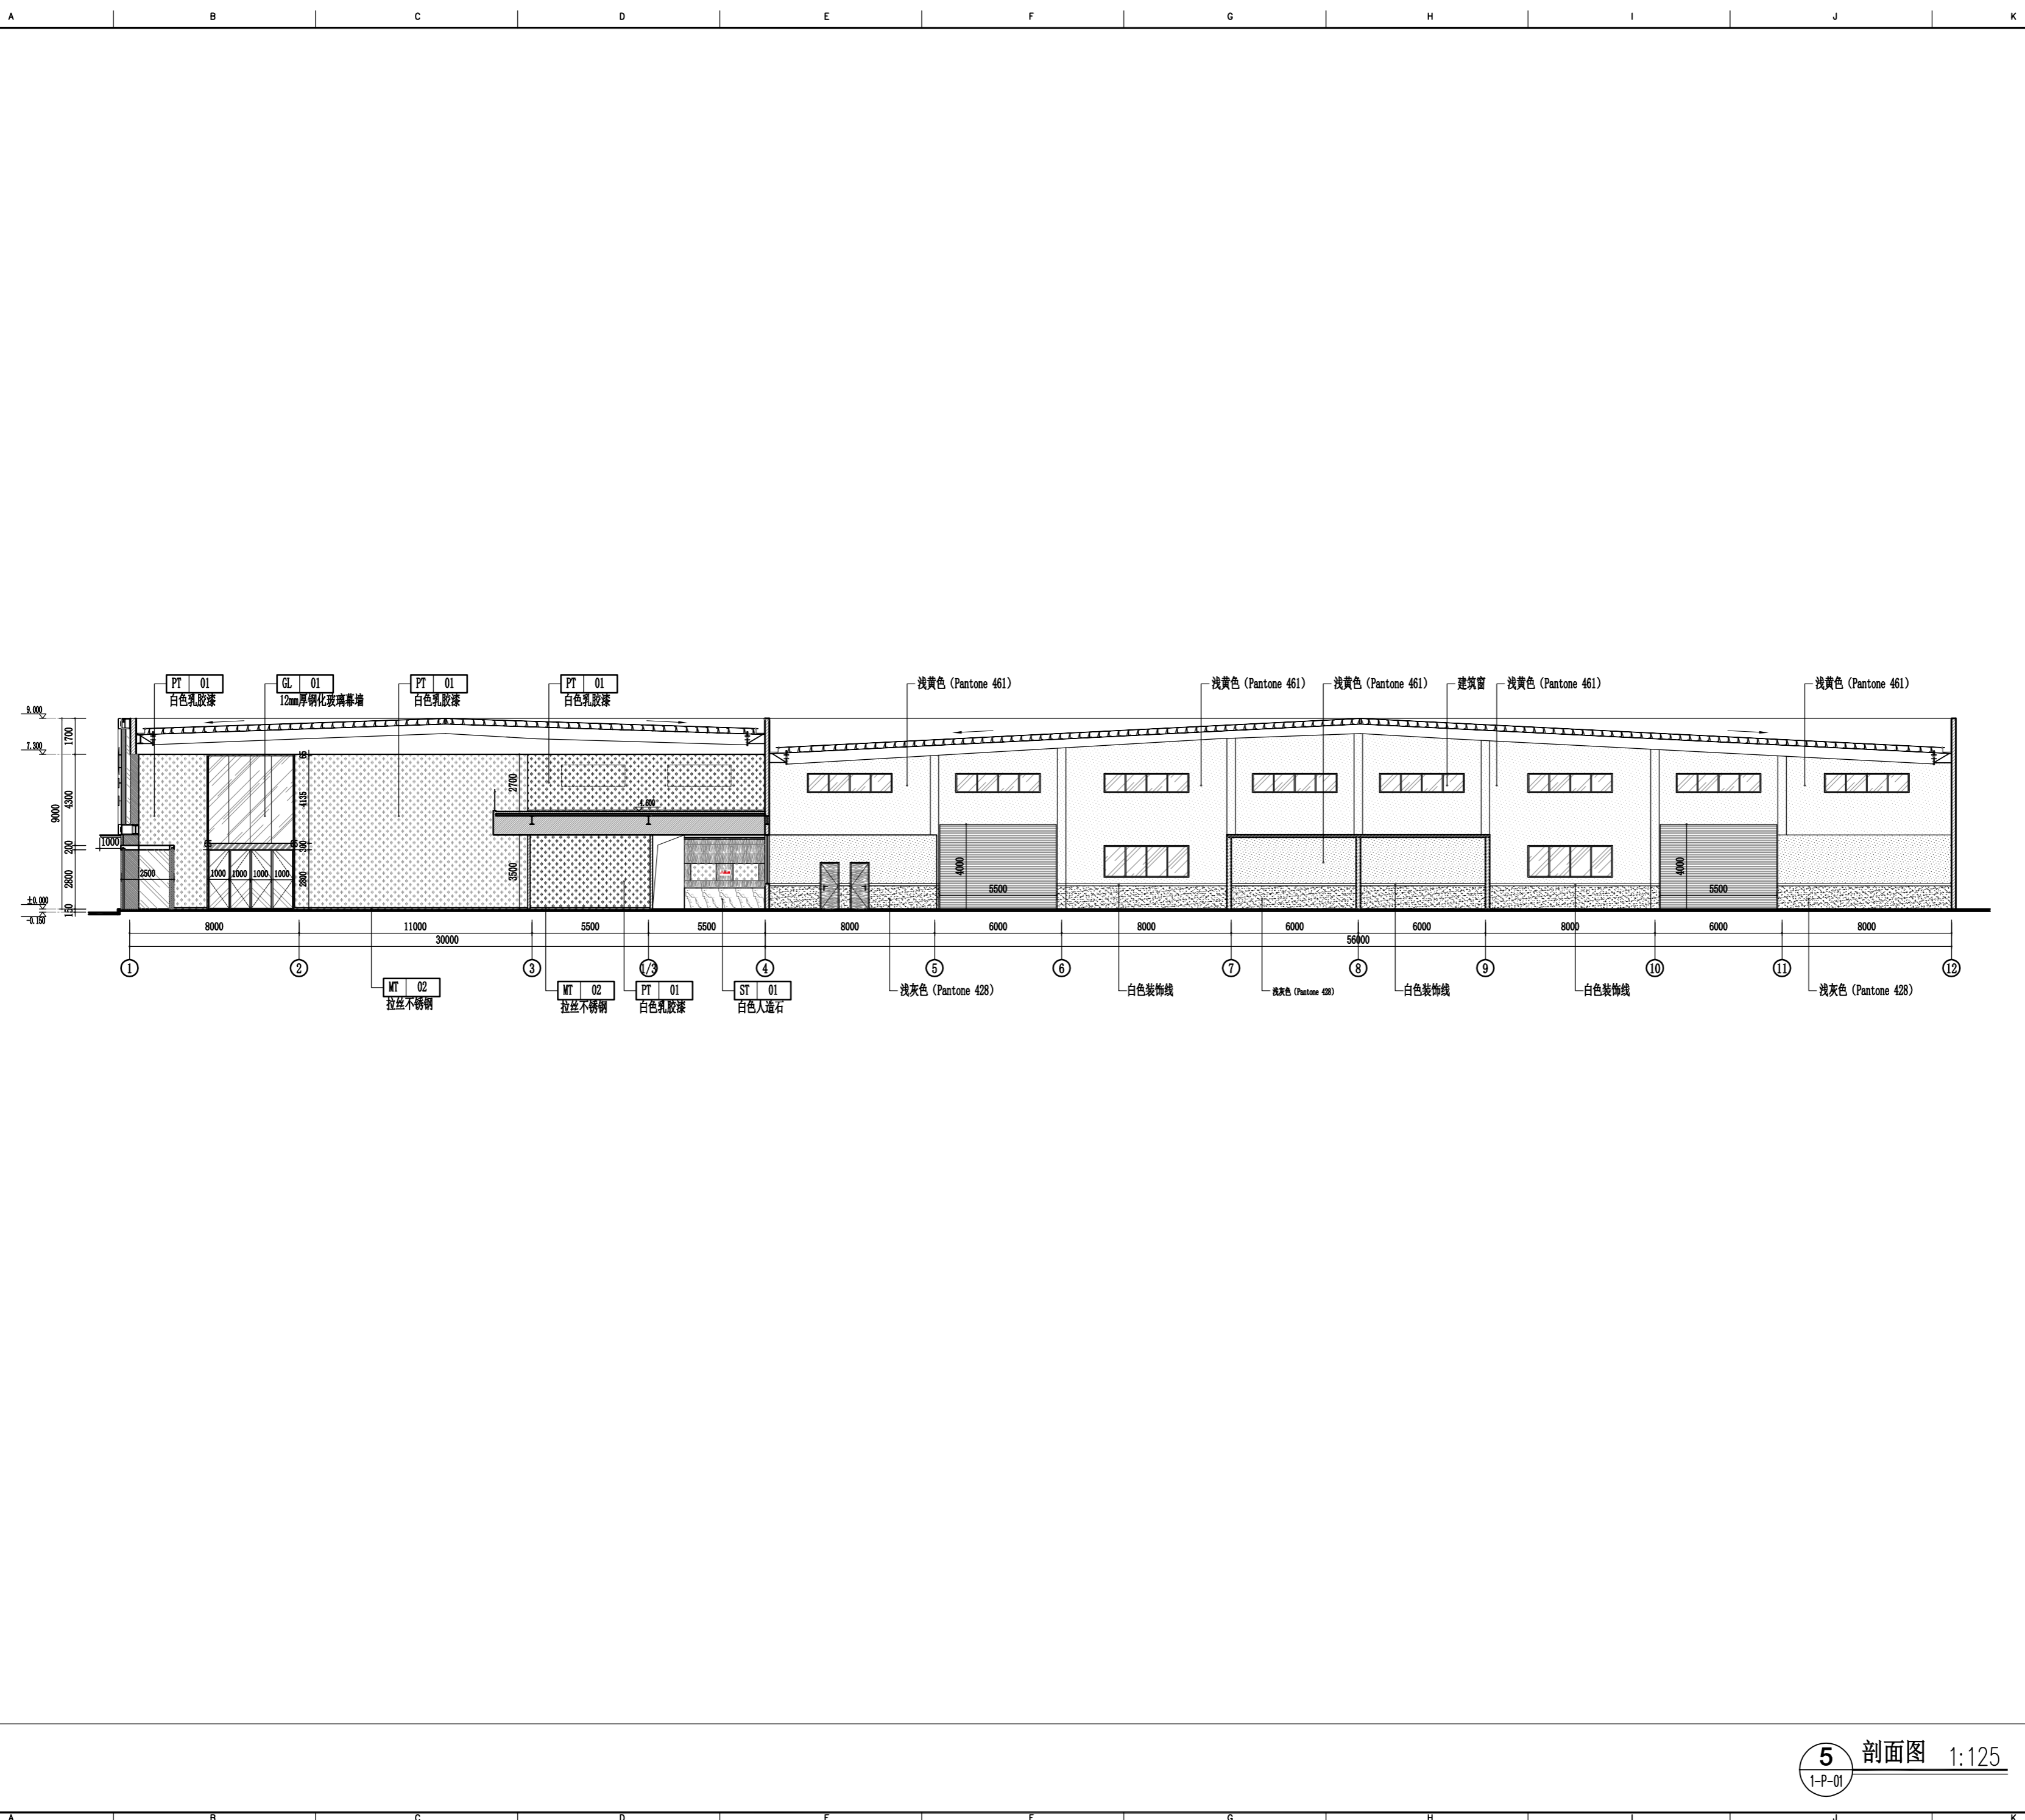 A B C D E F G H I J K
PT 01
白色乳胶漆
GL 01
12mm厚钢化玻璃幕墙
PT 01
白色乳胶漆
PT 01
白色乳胶漆
浅黄色 (Pantone 461)
浅黄色 (Pantone 461)
浅黄色 (Pantone 461)
建筑窗
浅黄色 (Pantone 461)
浅黄色 (Pantone 461)
9.000
7.300
±0.000
-0.150
9000
1700
4300
200
2800
150
1000
2500
65
4135
300
2800
65
65
1000 1000 1000 1000
2700
3500
4.500
4000
5500
4000
5500
8000 11000 5500 5500 8000 6000 8000 6000 6000 8000 6000 8000
30000 56000
1 2 3 1/3 4 5 6 7 8 9 10 11 12
MT 02
拉丝不锈钢
MT 02
拉丝不锈钢
PT 01
白色乳胶漆
ST 01
白色人造石
浅灰色 (Pantone 428)
白色装饰线
浅灰色 (Pantone 428)
白色装饰线
白色装饰线
浅灰色 (Pantone 428)
5
1-P-01
剖面图 1:125
A B C D E F G H I J K